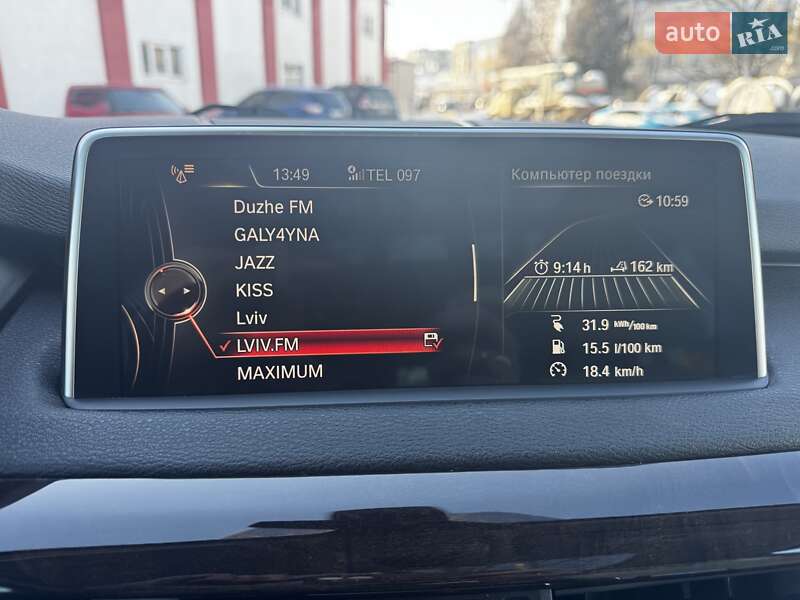 auto RIA.com
13:49 TEL 097
Duzhe FM
GALY4YNA
JAZZ
KISS
Lviv
✓ LVIV.FM
MAXIMUM
Компьютер поездки
10:59
9:14 h 162 km
31.9 kWh/100 km
15.5 l/100 km
18.4 km/h